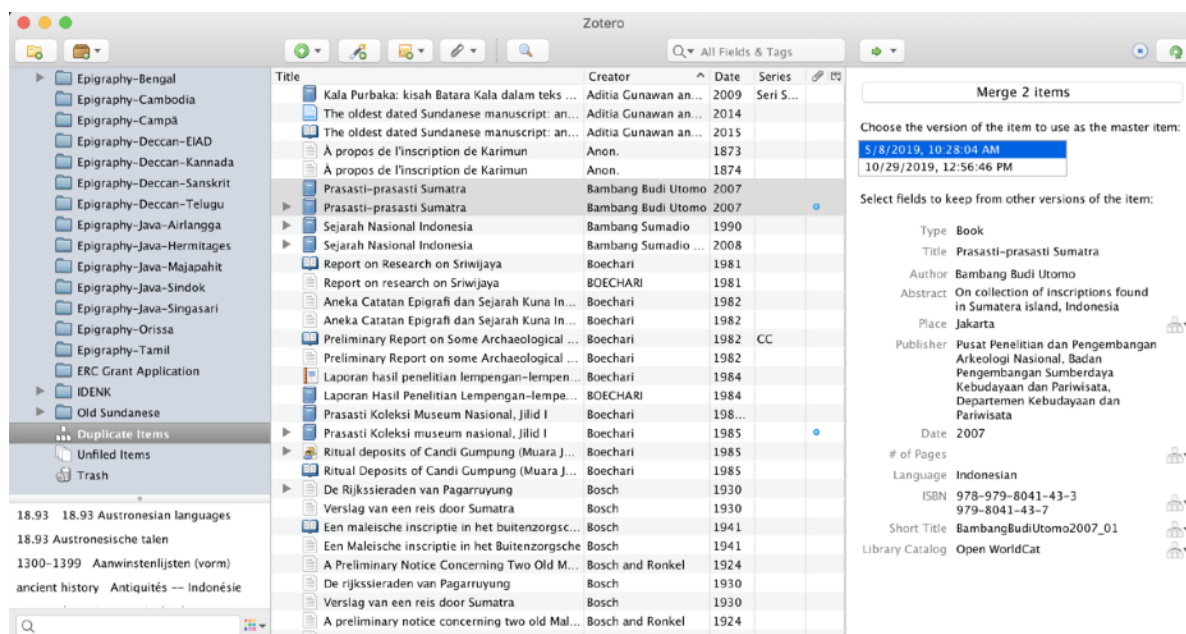 Zotero
All Fields & Tags
Epigraphy-Bengal
Epigraphy-Cambodia
Epigraphy-Campā
Epigraphy-Deccan-EIAD
Epigraphy-Deccan-Kannada
Epigraphy-Deccan-Sanskrit
Epigraphy-Deccan-Telugu
Epigraphy-Java-Airlangga
Epigraphy-Java-Hermitages
Epigraphy-Java-Majapahit
Epigraphy-Java-Sindok
Epigraphy-Java-Singasari
Epigraphy-Orissa
Epigraphy-Tamil
ERC Grant Application
IDENK
Old Sundanese
Duplicate Items
Unfiled Items
Trash
18.93 18.93 Austronesian languages
18.93 Austronesische talen
1300-1399 Aanwinstenlijsten (vorm)
ancient history Antiquités -- Indonésie
Title Creator Date Series
Kala Purbaka: kisah Batara Kala dalam teks ... Aditia Gunawan an... 2009 Seri S...
The oldest dated Sundanese manuscript: an... Aditia Gunawan an... 2014
The oldest dated Sundanese manuscript: an... Aditia Gunawan an... 2015
À propos de l'inscription de Karimun Anon. 1873
À propos de l'inscription de Karimun Anon. 1874
Prasasti-prasasti Sumatra Bambang Budi Utomo 2007
Prasasti-prasasti Sumatra Bambang Budi Utomo 2007
Sejarah Nasional Indonesia Bambang Sumadio 1990
Sejarah Nasional Indonesia Bambang Sumadio ... 2008
Report on Research on Sriwijaya Boechari 1981
Report on research on Sriwijaya BOECHARI 1981
Aneka Catatan Epigrafi dan Sejarah Kuna In... Boechari 1982
Aneka Catatan Epigrafi dan Sejarah Kuna In... Boechari 1982
Preliminary Report on Some Archaeological ... Boechari 1982 CC
Preliminary Report on some Archaeological ... Boechari 1982
Laporan hasil penelitian lempengan-lempen... Boechari 1984
Laporan Hasil Penelitian Lempengan-lempe... BOECHARI 1984
Prasasti Koleksi Museum Nasional, Jilid I Boechari 198...
Prasasti Koleksi museum nasional, Jilid I Boechari 1985
Ritual deposits of Candi Gumpung (Muara J... Boechari 1985
Ritual Deposits of Candi Gumpung (Muara J... Boechari 1985
De Rijkssieraden van Pagarruyung Bosch 1930
Verslag van een reis door Sumatra Bosch 1930
Een maleische inscriptie in het buitenzorgsc... Bosch 1941
Een Maleische inscriptie in het Buitenzorgsche Bosch 1941
A Preliminary Notice Concerning Two Old M... Bosch and Ronkel 1924
De rijkssieraden van Pagarruyung Bosch 1930
Verslag van een reis door Sumatra Bosch 1930
A preliminary notice concerning two old Mal... Bosch and Ronkel 1924
Merge 2 items
Choose the version of the item to use as the master item:
5/8/2019, 10:28:04 AM
10/29/2019, 12:56:46 PM
Select fields to keep from other versions of the item:
Type Book
Title Prasasti-prasasti Sumatra
Author Bambang Budi Utomo
Abstract On collection of inscriptions found
in Sumatera island, Indonesia
Place Jakarta
Publisher Pusat Penelitian dan Pengembangan
Arkeologi Nasional, Badan
Pengembangan Sumberdaya
Kebudayaan dan Pariwisata,
Departemen Kebudayaan dan
Pariwisata
Date 2007
# of Pages
Language Indonesian
ISBN 978-979-8041-43-3
979-8041-43-7
Short Title BambangBudiUtomo2007_01
Library Catalog Open WorldCat